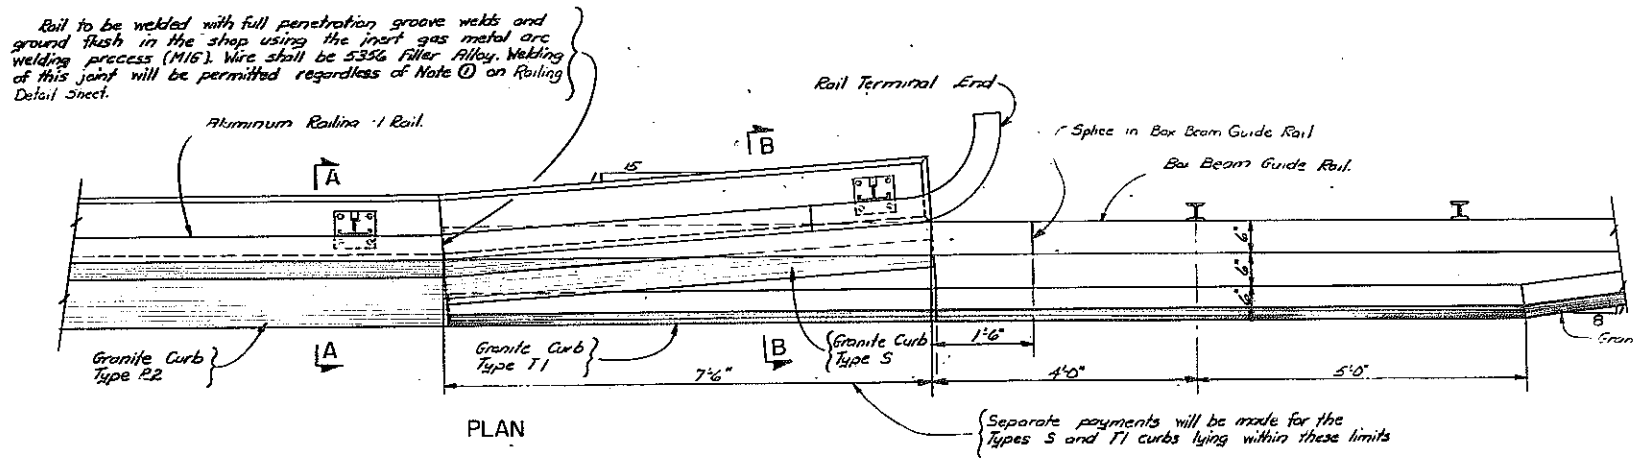 Rail to be welded with full penetration groove welds and
ground flush in the shop using the inert gas metal arc
welding process (MIG). Wire shall be 5356 Filler Alloy. Welding
of this joint will be permitted regardless of Note ① on Railing
Detail Sheet.
Rail Terminal End
Aluminum Railing -1 Rail.
Splice in Box Beam Guide Rail
Box Beam Guide Rail.
A
B
15
6"
6"
6"
8
Granite Curb
Type R2
A
Granite Curb
Type T1
B
Granite Curb
Type S
1'-6"
Gran
7'-6"
4'-0"
5'-0"
PLAN
Separate payments will be made for the
Types S and T1 curbs lying within these limits